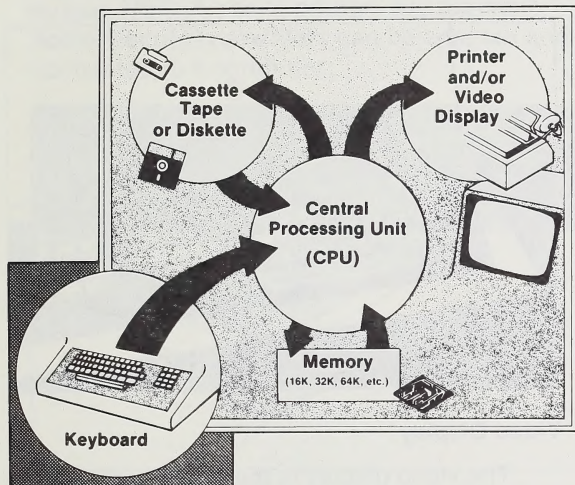 Cassette
Tape
or Diskette
Printer
and/or
Video
Display
Central
Processing Unit
(CPU)
Memory
(16K, 32K, 64K, etc.)
Keyboard